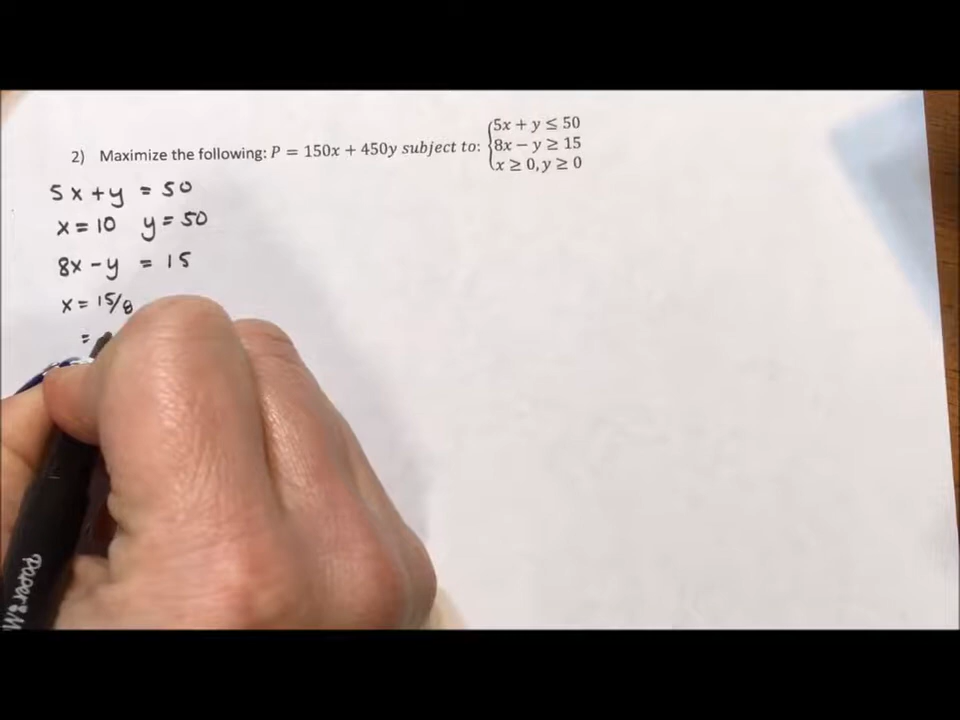 2) Maximize the following: P = 150x + 450y subject to: {5x + y ≤ 50
8x − y ≥ 15
x ≥ 0, y ≥ 0
5x + y = 50
x = 10 y = 50
8x − y = 15
x = 15/8
=